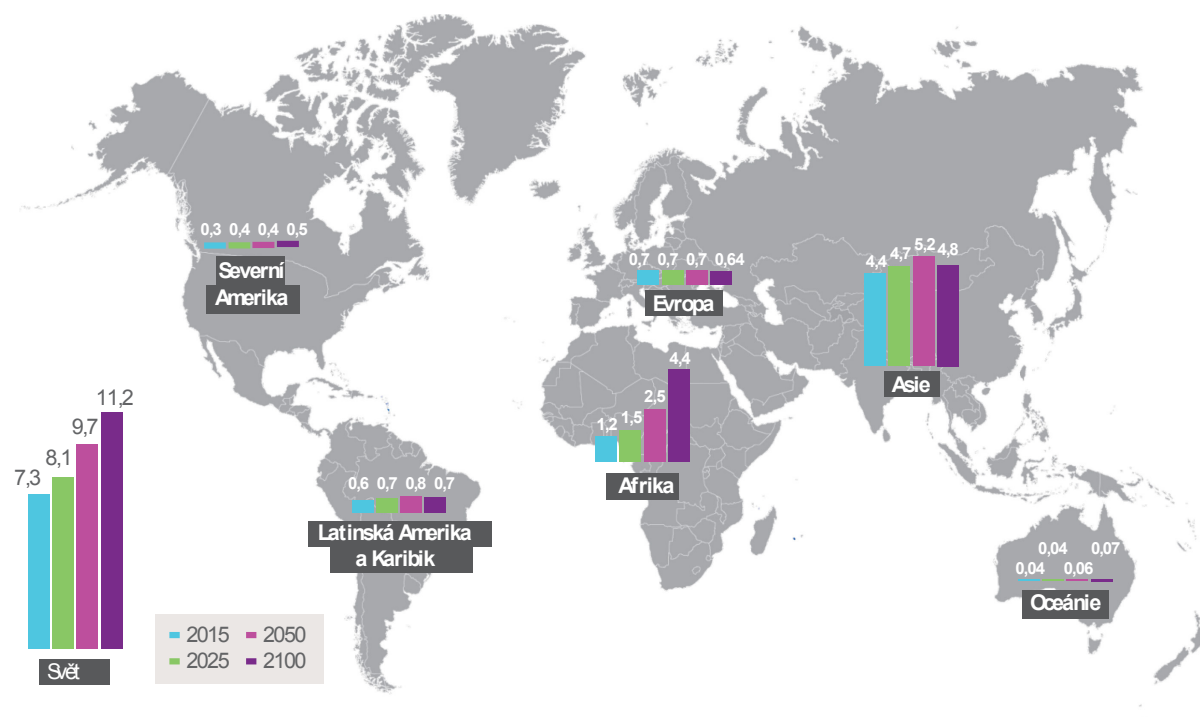 0,3 0,4 0,4 0,5
Severní
Amerika
0,7 0,7 0,7 0,64
Evropa
4,4 4,7 5,2 4,8
Asie
1,2 1,5 2,5 4,4
Afrika
7,3 8,1 9,7 11,2
Svět
0,6 0,7 0,8 0,7
Latinská Amerika
a Karibik
0,04 0,04 0,06 0,07
Oceánie
2015 2050
2025 2100